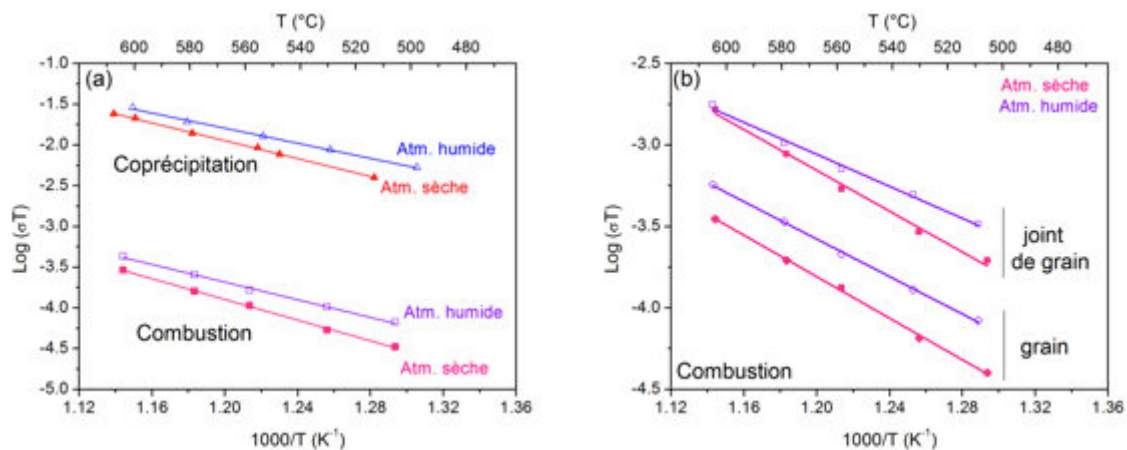 T (°C)
600 580 560 540 520 500 480
(a)
-1.0
-1.5
-2.0
-2.5
-3.0
-3.5
-4.0
-4.5
-5.0
Log (σT)
Atm. humide
Coprécipitation
Atm. sèche
Atm. humide
Combustion
Atm. sèche
1.12 1.16 1.20 1.24 1.28 1.32 1.36
1000/T (K⁻¹)
T (°C)
600 580 560 540 520 500 480
(b)
-2.5
-3.0
-3.5
-4.0
-4.5
Log (σT)
Atm. sèche
Atm. humide
joint
de grain
grain
Combustion
1.12 1.16 1.20 1.24 1.28 1.32 1.36
1000/T (K⁻¹)